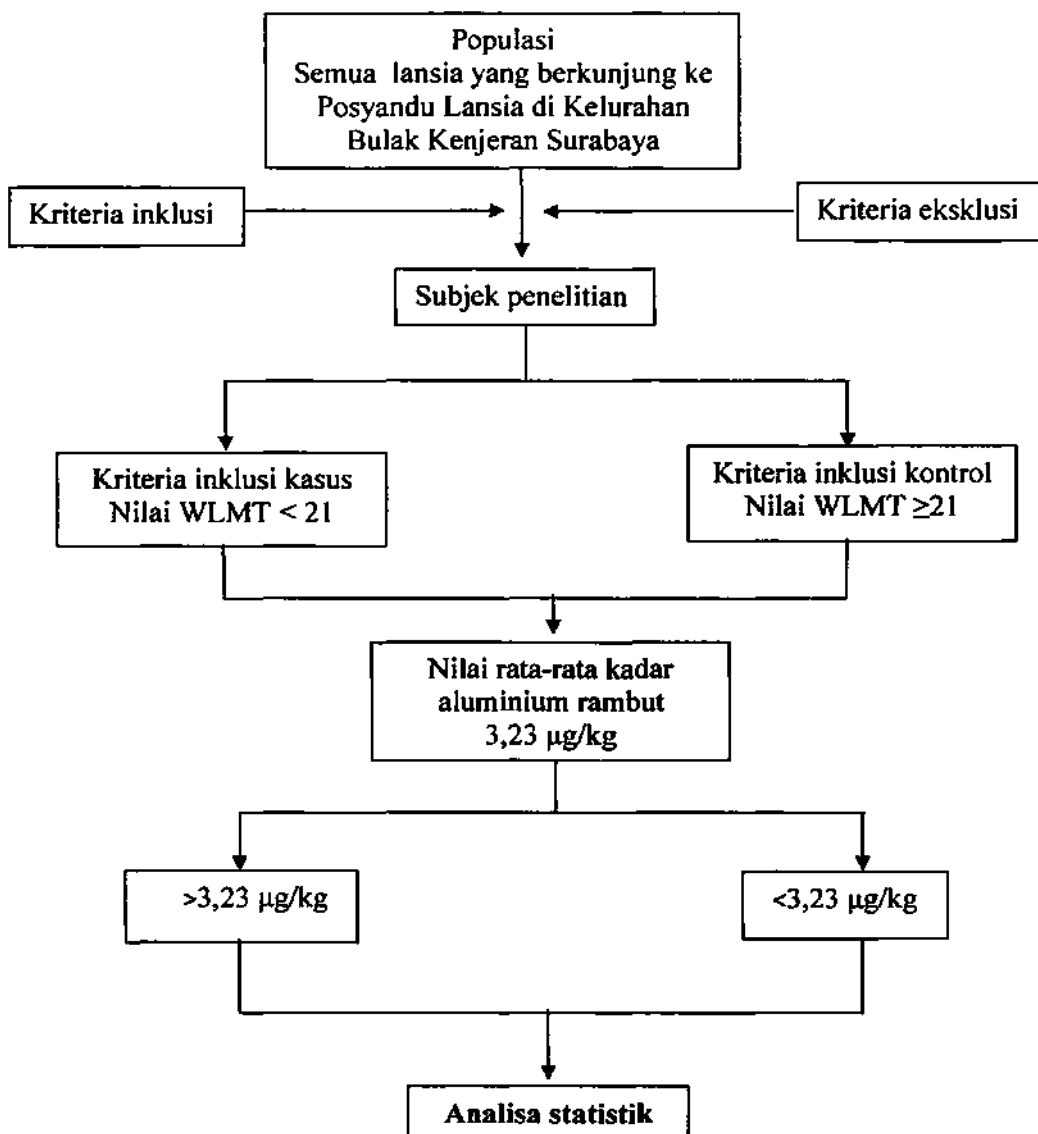 Populasi
Semua lansia yang berkunjung ke
Posyandu Lansia di Kelurahan
Bulak Kenjeran Surabaya
Kriteria inklusi
Kriteria eksklusi
Subjek penelitian
Kriteria inklusi kasus
Nilai WLMT < 21
Kriteria inklusi kontrol
Nilai WLMT ≥21
Nilai rata-rata kadar
aluminium rambut
3,23 µg/kg
>3,23 µg/kg
<3,23 µg/kg
Analisa statistik